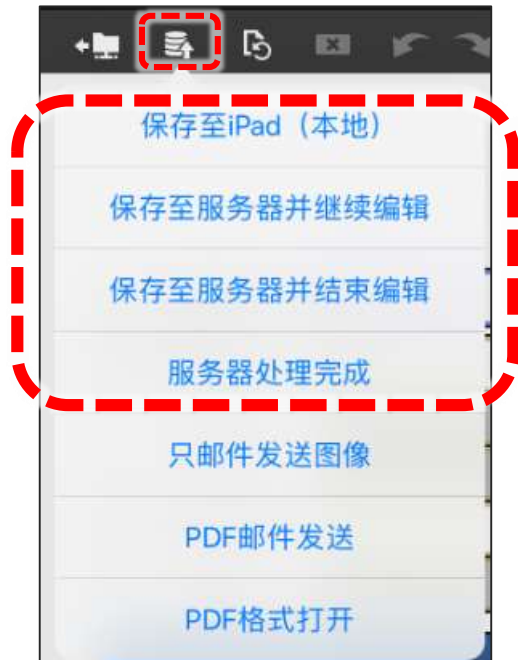 保存至iPad（本地）
保存至服务器并继续编辑
保存至服务器并结束编辑
服务器处理完成
只邮件发送图像
PDF邮件发送
PDF格式打开